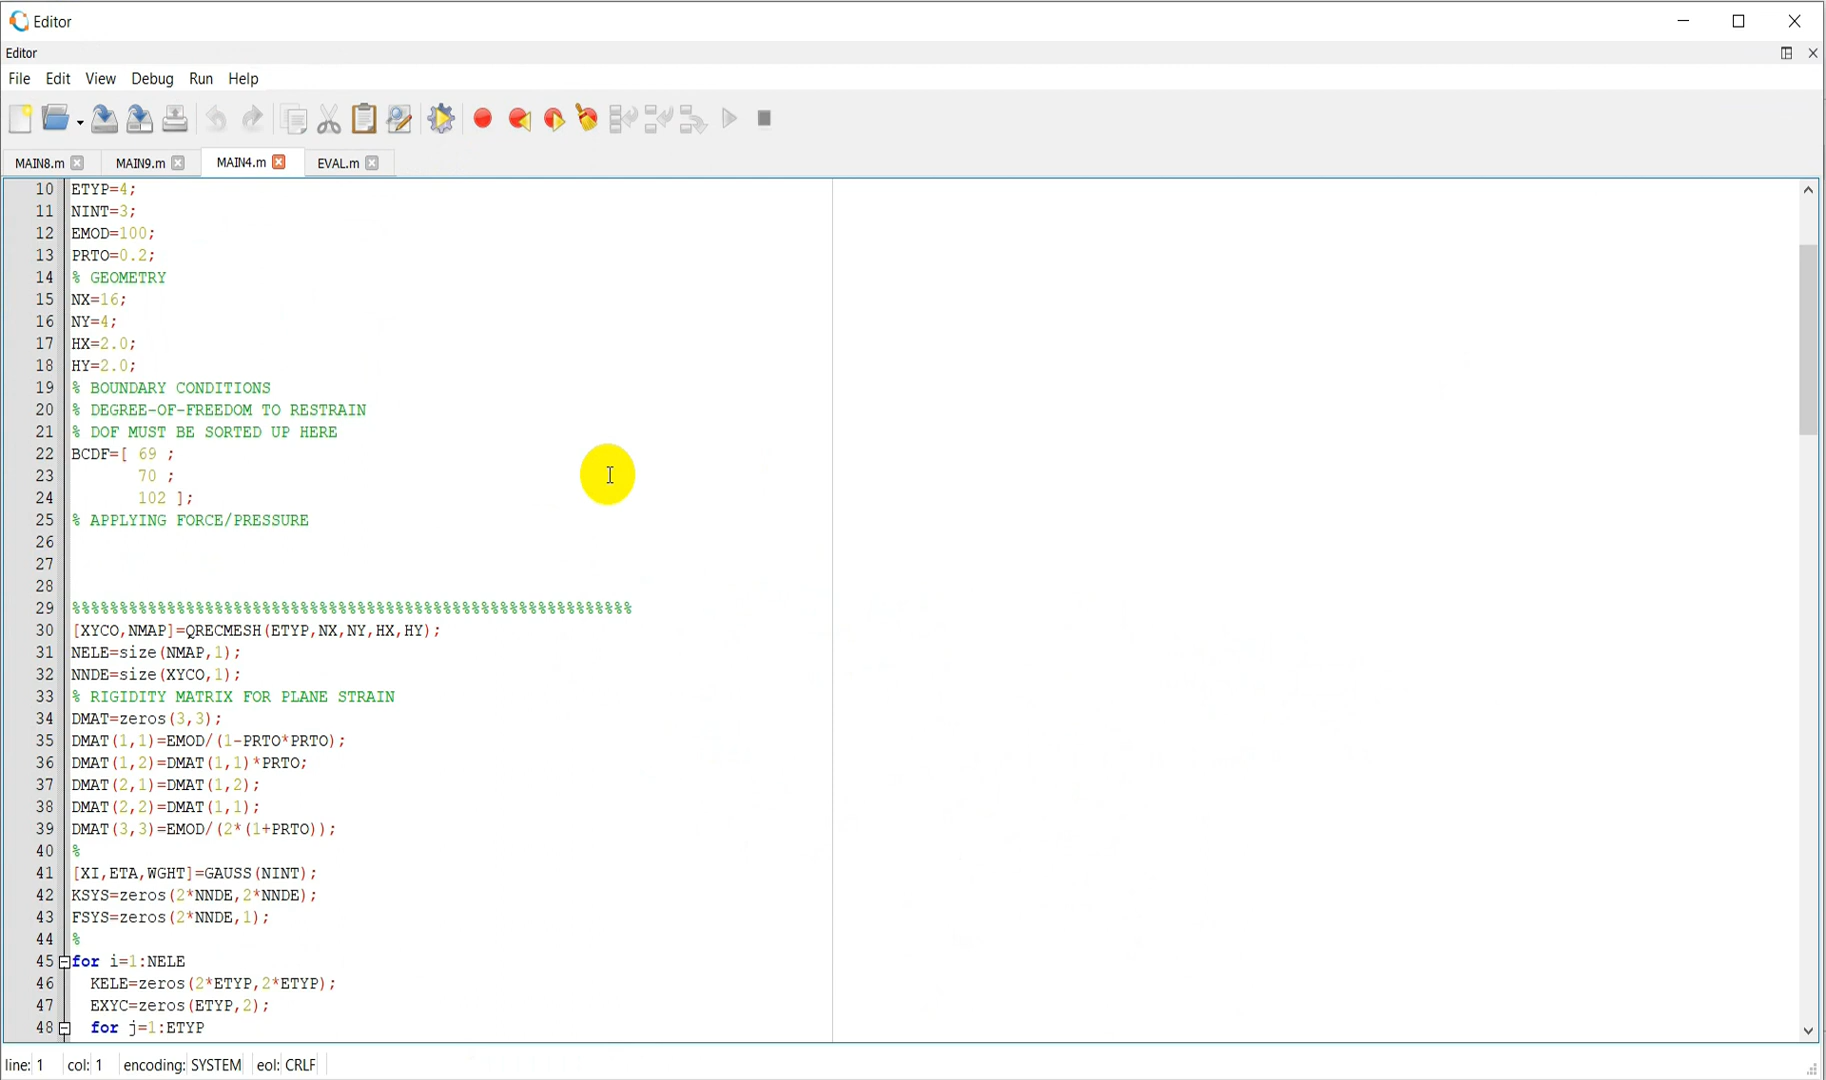 Editor
Editor
File Edit View Debug Run Help
MAIN8.m MAIN9.m MAIN4.m EVAL.m
10 ETYP=4;
11 NINT=3;
12 EMOD=100;
13 PRTO=0.2;
14 % GEOMETRY
15 NX=16;
16 NY=4;
17 HX=2.0;
18 HY=2.0;
19 % BOUNDARY CONDITIONS
20 % DEGREE-OF-FREEDOM TO RESTRAIN
21 % DOF MUST BE SORTED UP HERE
22 BCDF=[ 69 ;
23 70 ;
24 102 ];
25 % APPLYING FORCE/PRESSURE
26
27
28
29 %%%%%%%%%%%%%%%%%%%%%%%%%%%%%%%%%%%%%%%%%%%%%%%%%%%%%%%%%%%
30 [XYCO,NMAP]=QRECMESH(ETYP,NX,NY,HX,HY);
31 NELE=size(NMAP,1);
32 NNDE=size(XYCO,1);
33 % RIGIDITY MATRIX FOR PLANE STRAIN
34 DMAT=zeros(3,3);
35 DMAT(1,1)=EMOD/(1-PRTO*PRTO);
36 DMAT(1,2)=DMAT(1,1)*PRTO;
37 DMAT(2,1)=DMAT(1,2);
38 DMAT(2,2)=DMAT(1,1);
39 DMAT(3,3)=EMOD/(2*(1+PRTO));
40 %
41 [XI,ETA,WGHT]=GAUSS(NINT);
42 KSYS=zeros(2*NNDE,2*NNDE);
43 FSYS=zeros(2*NNDE,1);
44 %
45 for i=1:NELE
46 KELE=zeros(2*ETYP,2*ETYP);
47 EXYC=zeros(ETYP,2);
48 for j=1:ETYP
line: 1 col: 1 encoding: SYSTEM eol: CRLF